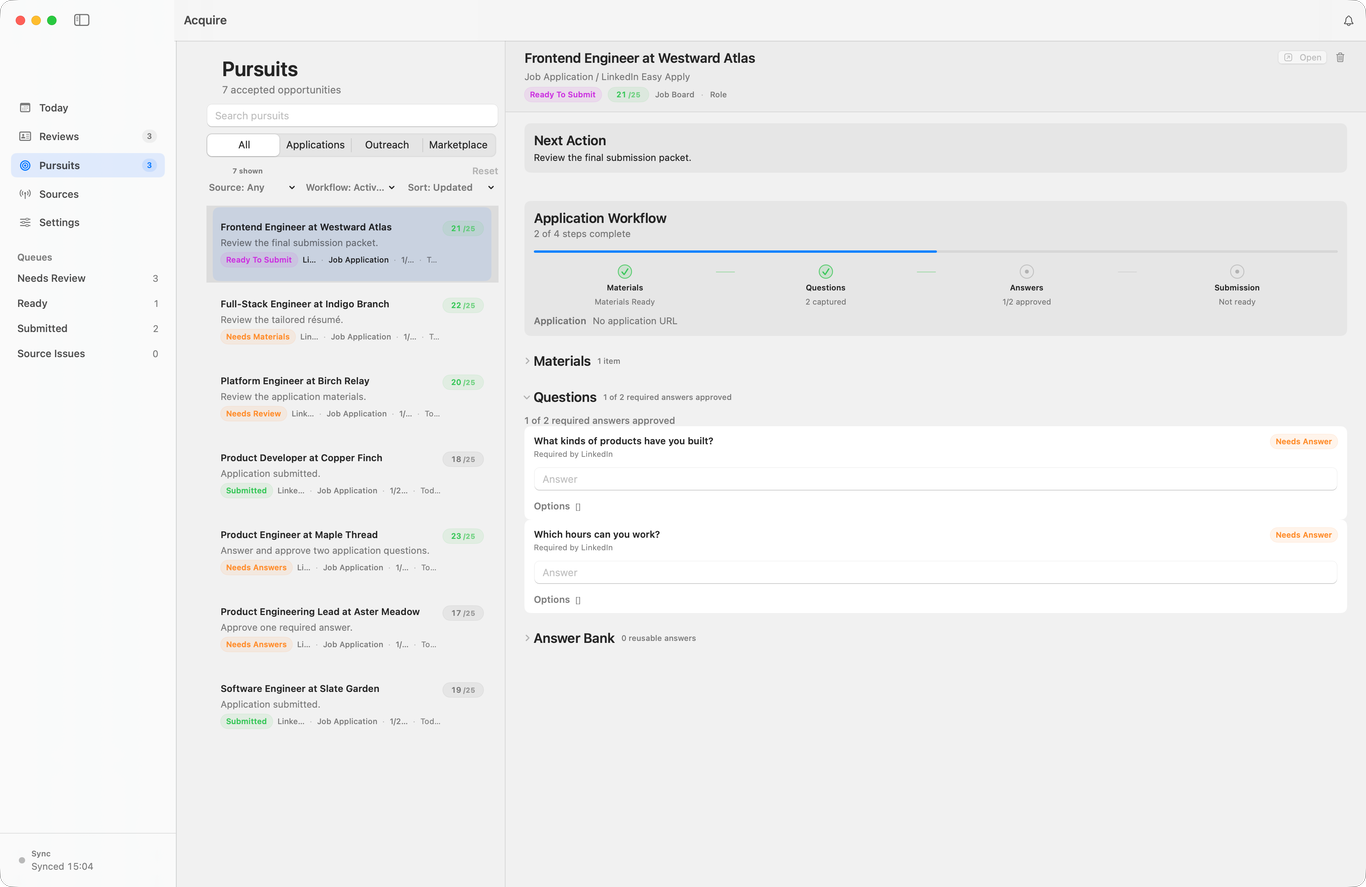 Acquire
Today
Reviews 3
Pursuits 3
Sources
Settings
Queues
Needs Review 3
Ready 1
Submitted 2
Source Issues 0
Sync
Synced 15:04
Pursuits
7 accepted opportunities
Search pursuits
All Applications Outreach Marketplace
7 shown Reset
Source: Any Workflow: Activ... Sort: Updated
Frontend Engineer at Westward Atlas 21/25
Review the final submission packet.
Ready To Submit Li... · Job Application · 1/... · T...
Full-Stack Engineer at Indigo Branch 22/25
Review the tailored résumé.
Needs Materials Lin... · Job Application · 1/... · T...
Platform Engineer at Birch Relay 20/25
Review the application materials.
Needs Review Link... · Job Application · 1/... · To...
Product Developer at Copper Finch 18/25
Application submitted.
Submitted Linke... · Job Application · 1/2... · Tod...
Product Engineer at Maple Thread 23/25
Answer and approve two application questions.
Needs Answers Li... · Job Application · 1/... · To...
Product Engineering Lead at Aster Meadow 17/25
Approve one required answer.
Needs Answers Li... · Job Application · 1/... · To...
Software Engineer at Slate Garden 19/25
Application submitted.
Submitted Linke... · Job Application · 1/2... · Tod...
Frontend Engineer at Westward Atlas Open
Job Application / LinkedIn Easy Apply
Ready To Submit 21/25 Job Board · Role
Next Action
Review the final submission packet.
Application Workflow
2 of 4 steps complete
Materials Questions Answers Submission
Materials Ready 2 captured 1/2 approved Not ready
Application No application URL
Materials 1 item
Questions 1 of 2 required answers approved
1 of 2 required answers approved
What kinds of products have you built? Needs Answer
Required by LinkedIn
Answer
Options []
Which hours can you work? Needs Answer
Required by LinkedIn
Answer
Options []
Answer Bank 0 reusable answers